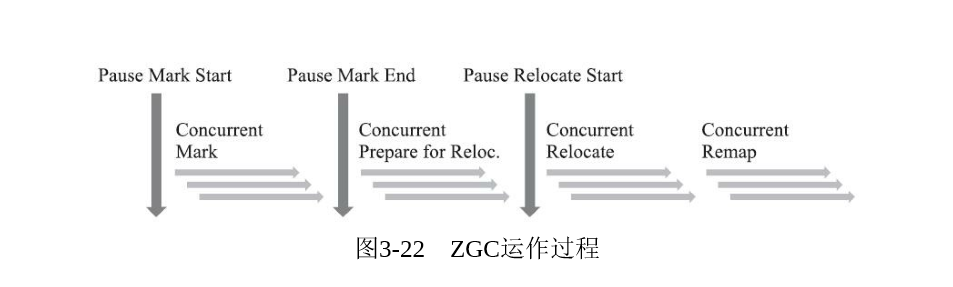 Pause Mark Start
Pause Mark End
Pause Relocate Start
Concurrent
Mark
Concurrent
Prepare for Reloc.
Concurrent
Relocate
Concurrent
Remap
图3-22 ZGC运作过程